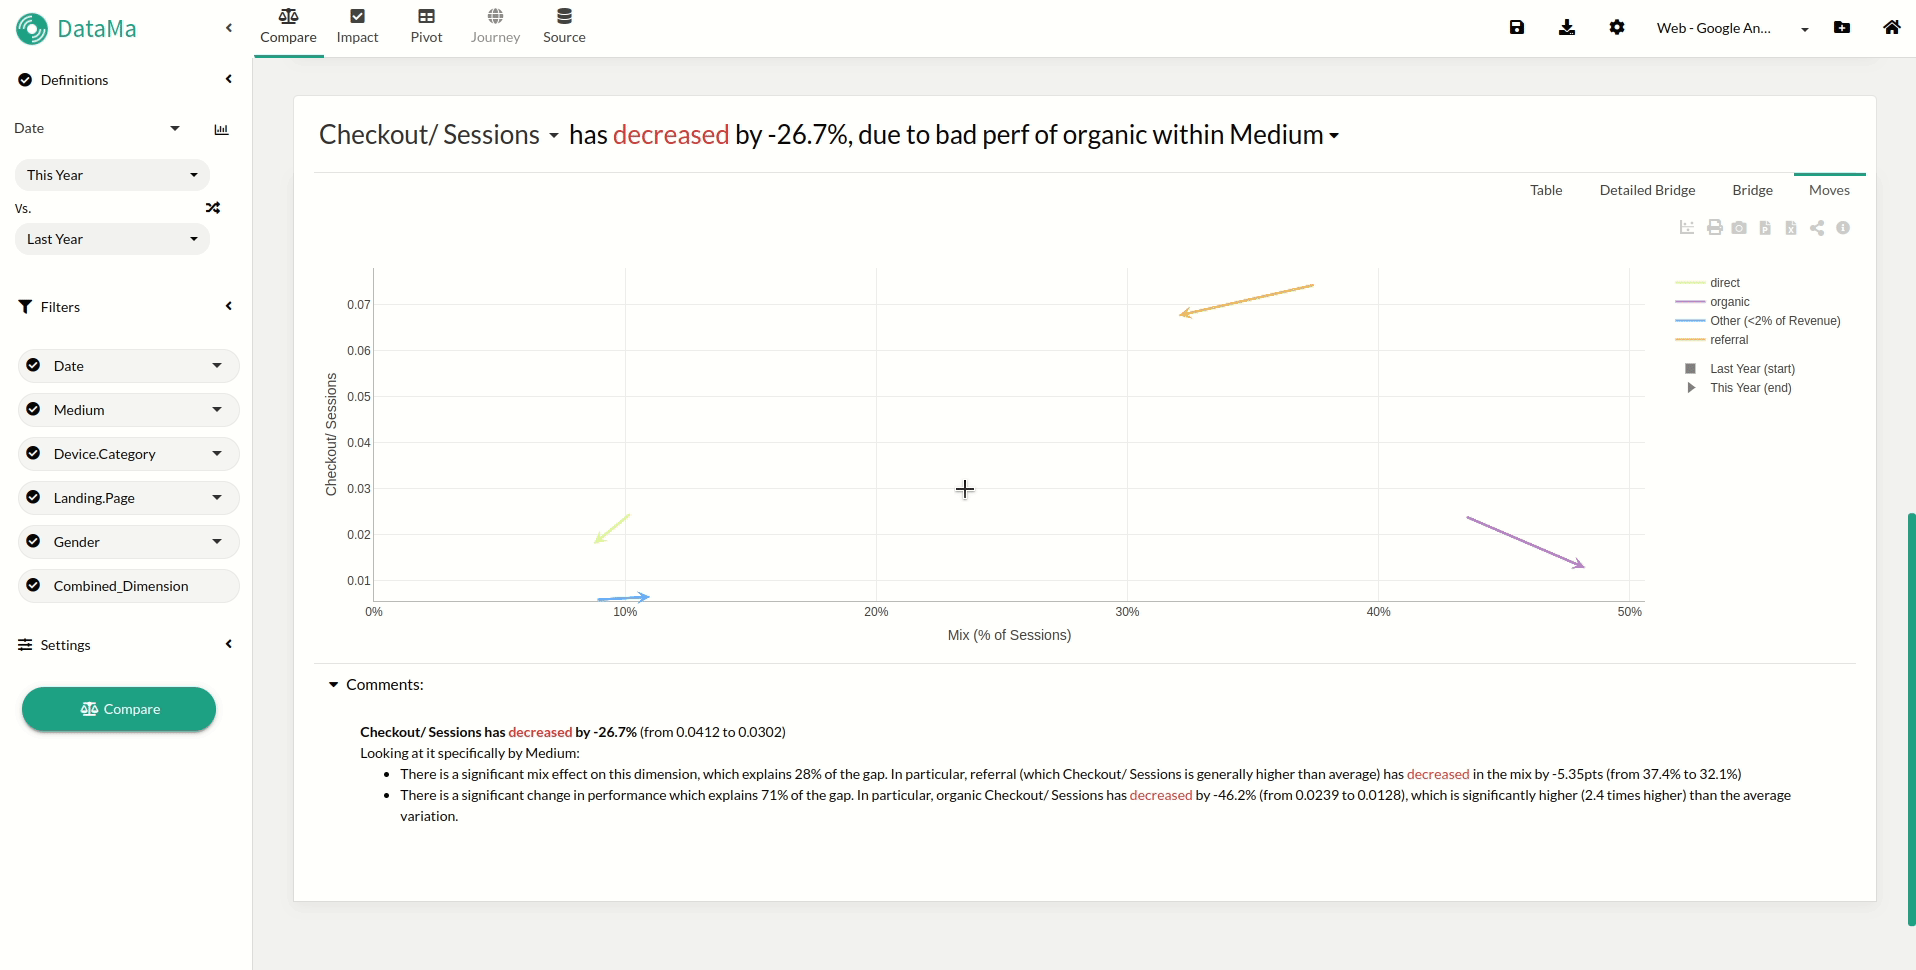 DataMa
Compare
Impact
Pivot
Journey
Source
Web - Google An...
Definitions
Date
This Year
Vs.
Last Year
Filters
Date
Medium
Device.Category
Landing.Page
Gender
Combined_Dimension
Settings
Compare
Checkout/ Sessions has decreased by -26.7%, due to bad perf of organic within Medium
Table
Detailed Bridge
Bridge
Moves
Checkout/ Sessions
0.07
0.06
0.05
0.04
0.03
0.02
0.01
0%
10%
20%
30%
40%
50%
Mix (% of Sessions)
direct
organic
Other (<2% of Revenue)
referral
Last Year (start)
This Year (end)
Comments:
Checkout/ Sessions has decreased by -26.7% (from 0.0412 to 0.0302)
Looking at it specifically by Medium:
• There is a significant mix effect on this dimension, which explains 28% of the gap. In particular, referral (which Checkout/ Sessions is generally higher than average) has decreased in the mix by -5.35pts (from 37.4% to 32.1%)
• There is a significant change in performance which explains 71% of the gap. In particular, organic Checkout/ Sessions has decreased by -46.2% (from 0.0239 to 0.0128), which is significantly higher (2.4 times higher) than the average
variation.